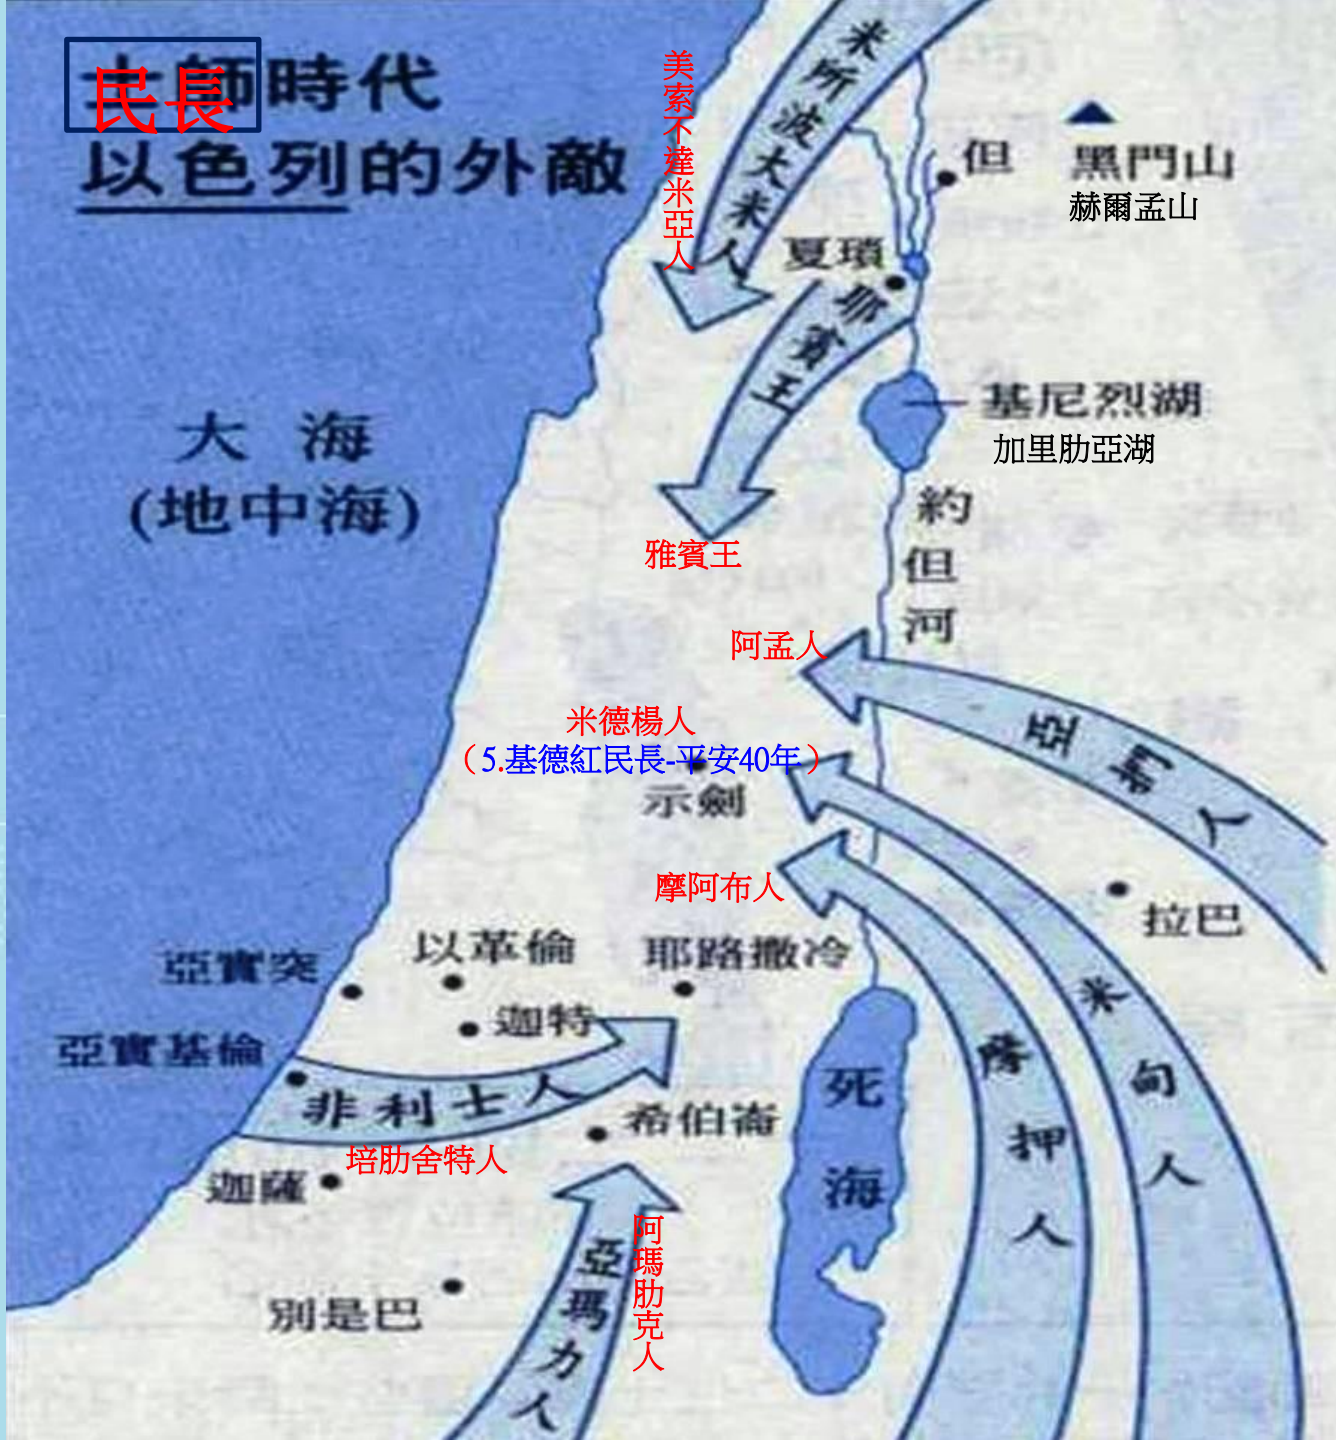 民長時代
以色列的外敵
美索不達米亞人
米所波大米人
但
黑門山
赫爾孟山
夏瑣
耶賓王
大海
(地中海)
基尼烈湖
加里肋亞湖
約但河
雅賓王
阿孟人
亞捫人
米德楊人
（5.基德紅民長-平安40年）
示劍
摩阿布人
拉巴
亞實突
以革倫
耶路撒冷
迦特
亞實基倫
米甸人
摩押人
非利士人
死海
希伯崙
培肋舍特人
迦薩
阿瑪肋克人
亞瑪力人
別是巴